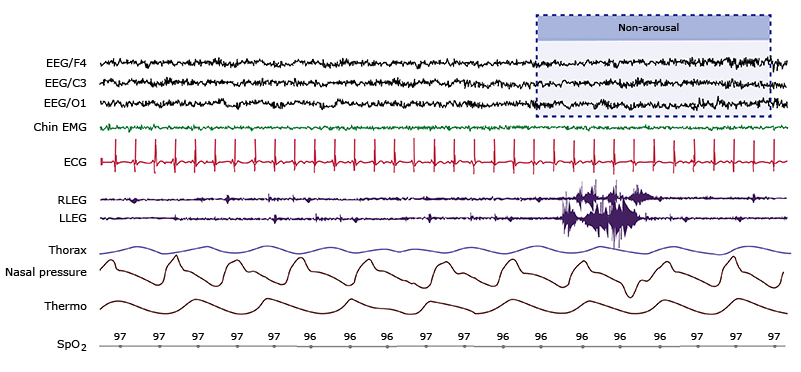 Non-arousal
EEG/F4
EEG/C3
EEG/O1
Chin EMG
ECG
RLEG
LLEG
Thorax
Nasal pressure
Thermo
97 97 97 97 97 96 96 96 97 97 96 96 96 96 96 97 97 97
SpO₂